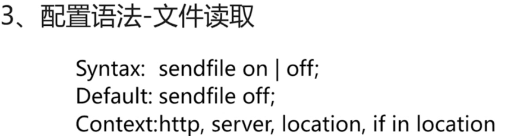 3、配置语法-文件读取
Syntax: sendfile on | off;
Default: sendfile off;
Context:http, server, location, if in location